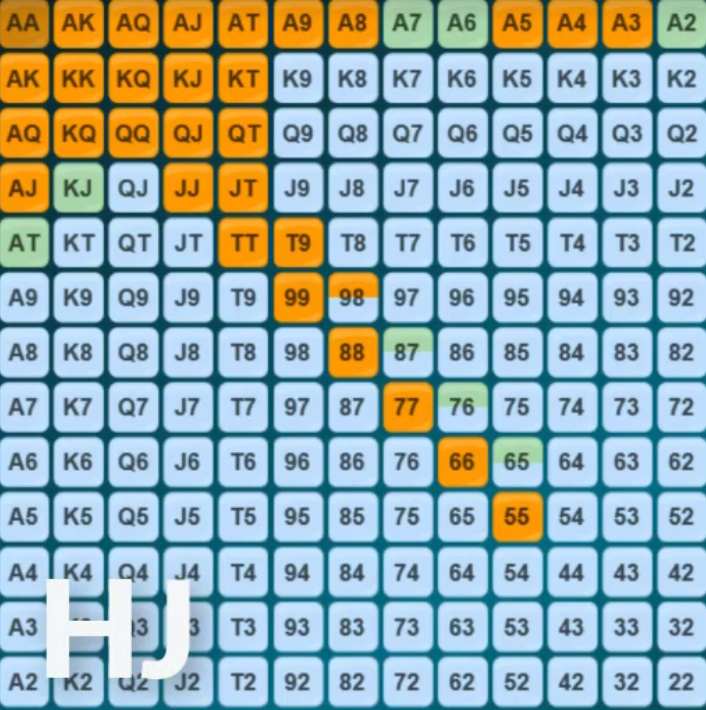 AA AK AQ AJ AT A9 A8 A7 A6 A5 A4 A3 A2
AK KK KQ KJ KT K9 K8 K7 K6 K5 K4 K3 K2
AQ KQ QQ QJ QT Q9 Q8 Q7 Q6 Q5 Q4 Q3 Q2
AJ KJ QJ JJ JT J9 J8 J7 J6 J5 J4 J3 J2
AT KT QT JT TT T9 T8 T7 T6 T5 T4 T3 T2
A9 K9 Q9 J9 T9 99 98 97 96 95 94 93 92
A8 K8 Q8 J8 T8 98 88 87 86 85 84 83 82
A7 K7 Q7 J7 T7 97 87 77 76 75 74 73 72
A6 K6 Q6 J6 T6 96 86 76 66 65 64 63 62
A5 K5 Q5 J5 T5 95 85 75 65 55 54 53 52
A4 K4 Q4 J4 T4 94 84 74 64 54 44 43 42
A3 Q3 T3 93 83 73 63 53 43 33 32
A2 K2 Q2 J2 T2 92 82 72 62 52 42 32 22
HJ